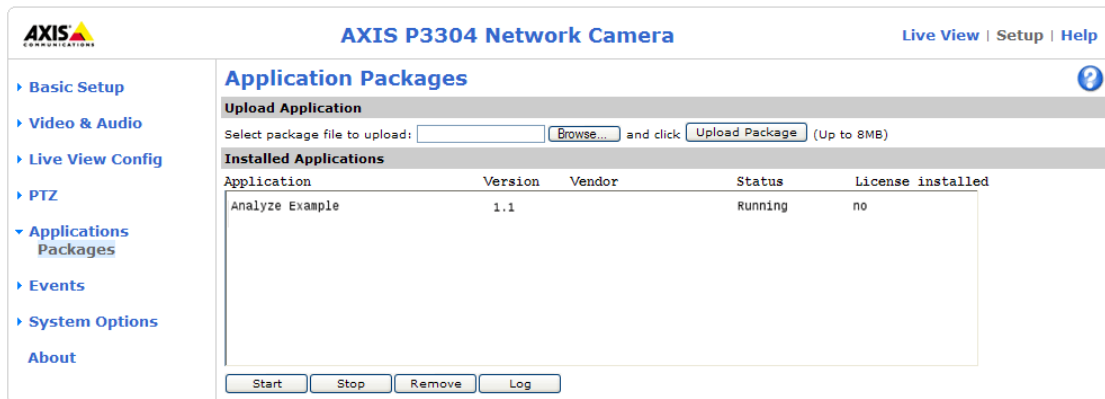 AXIS
COMMUNICATIONS
AXIS P3304 Network Camera
Live View | Setup | Help
Basic Setup
Video & Audio
Live View Config
PTZ
Applications
Packages
Events
System Options
About
Application Packages
?
Upload Application
Select package file to upload: Browse... and click Upload Package (Up to 8MB)
Installed Applications
Application Version Vendor Status License installed
Analyze Example 1.1 Running no
Start Stop Remove Log